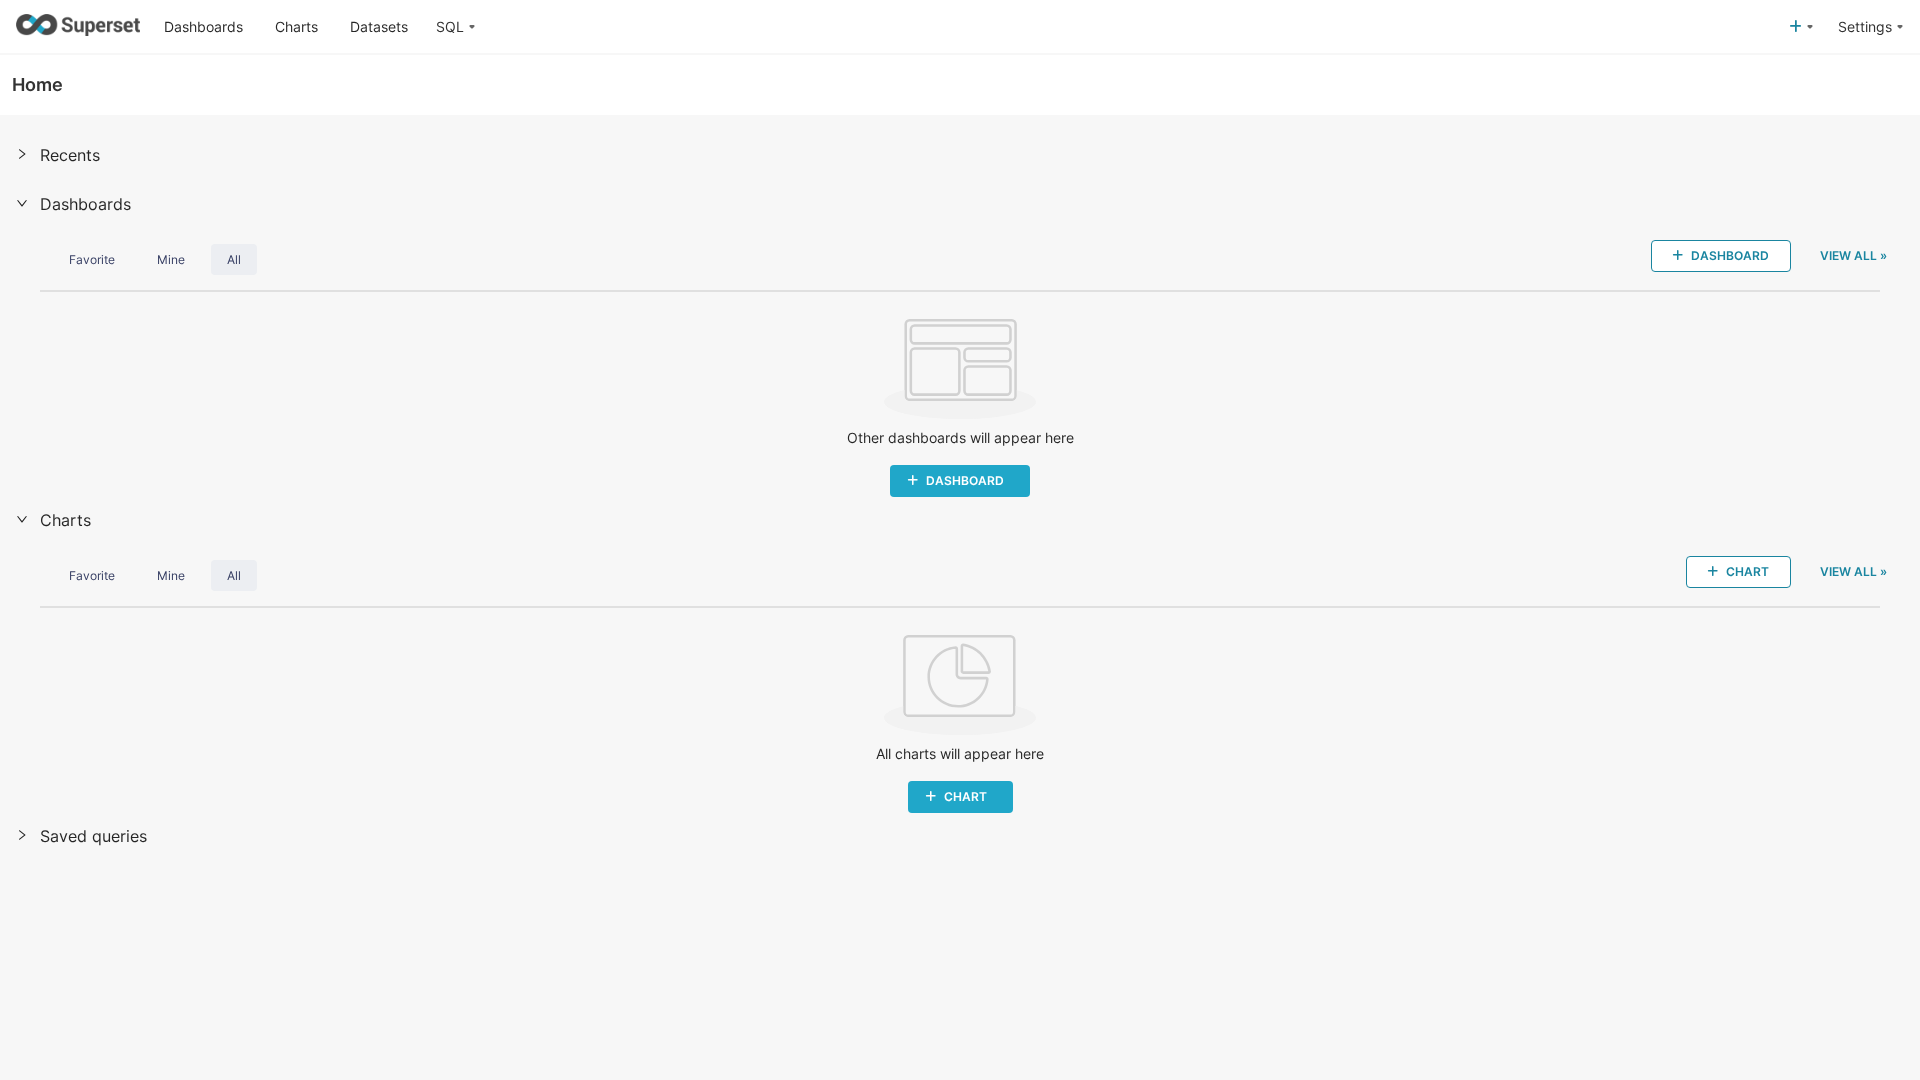 Superset Dashboards Charts Datasets SQL + Settings
Home
Recents
Dashboards
Favorite Mine All + DASHBOARD VIEW ALL »
Other dashboards will appear here
+ DASHBOARD
Charts
Favorite Mine All + CHART VIEW ALL »
All charts will appear here
+ CHART
Saved queries